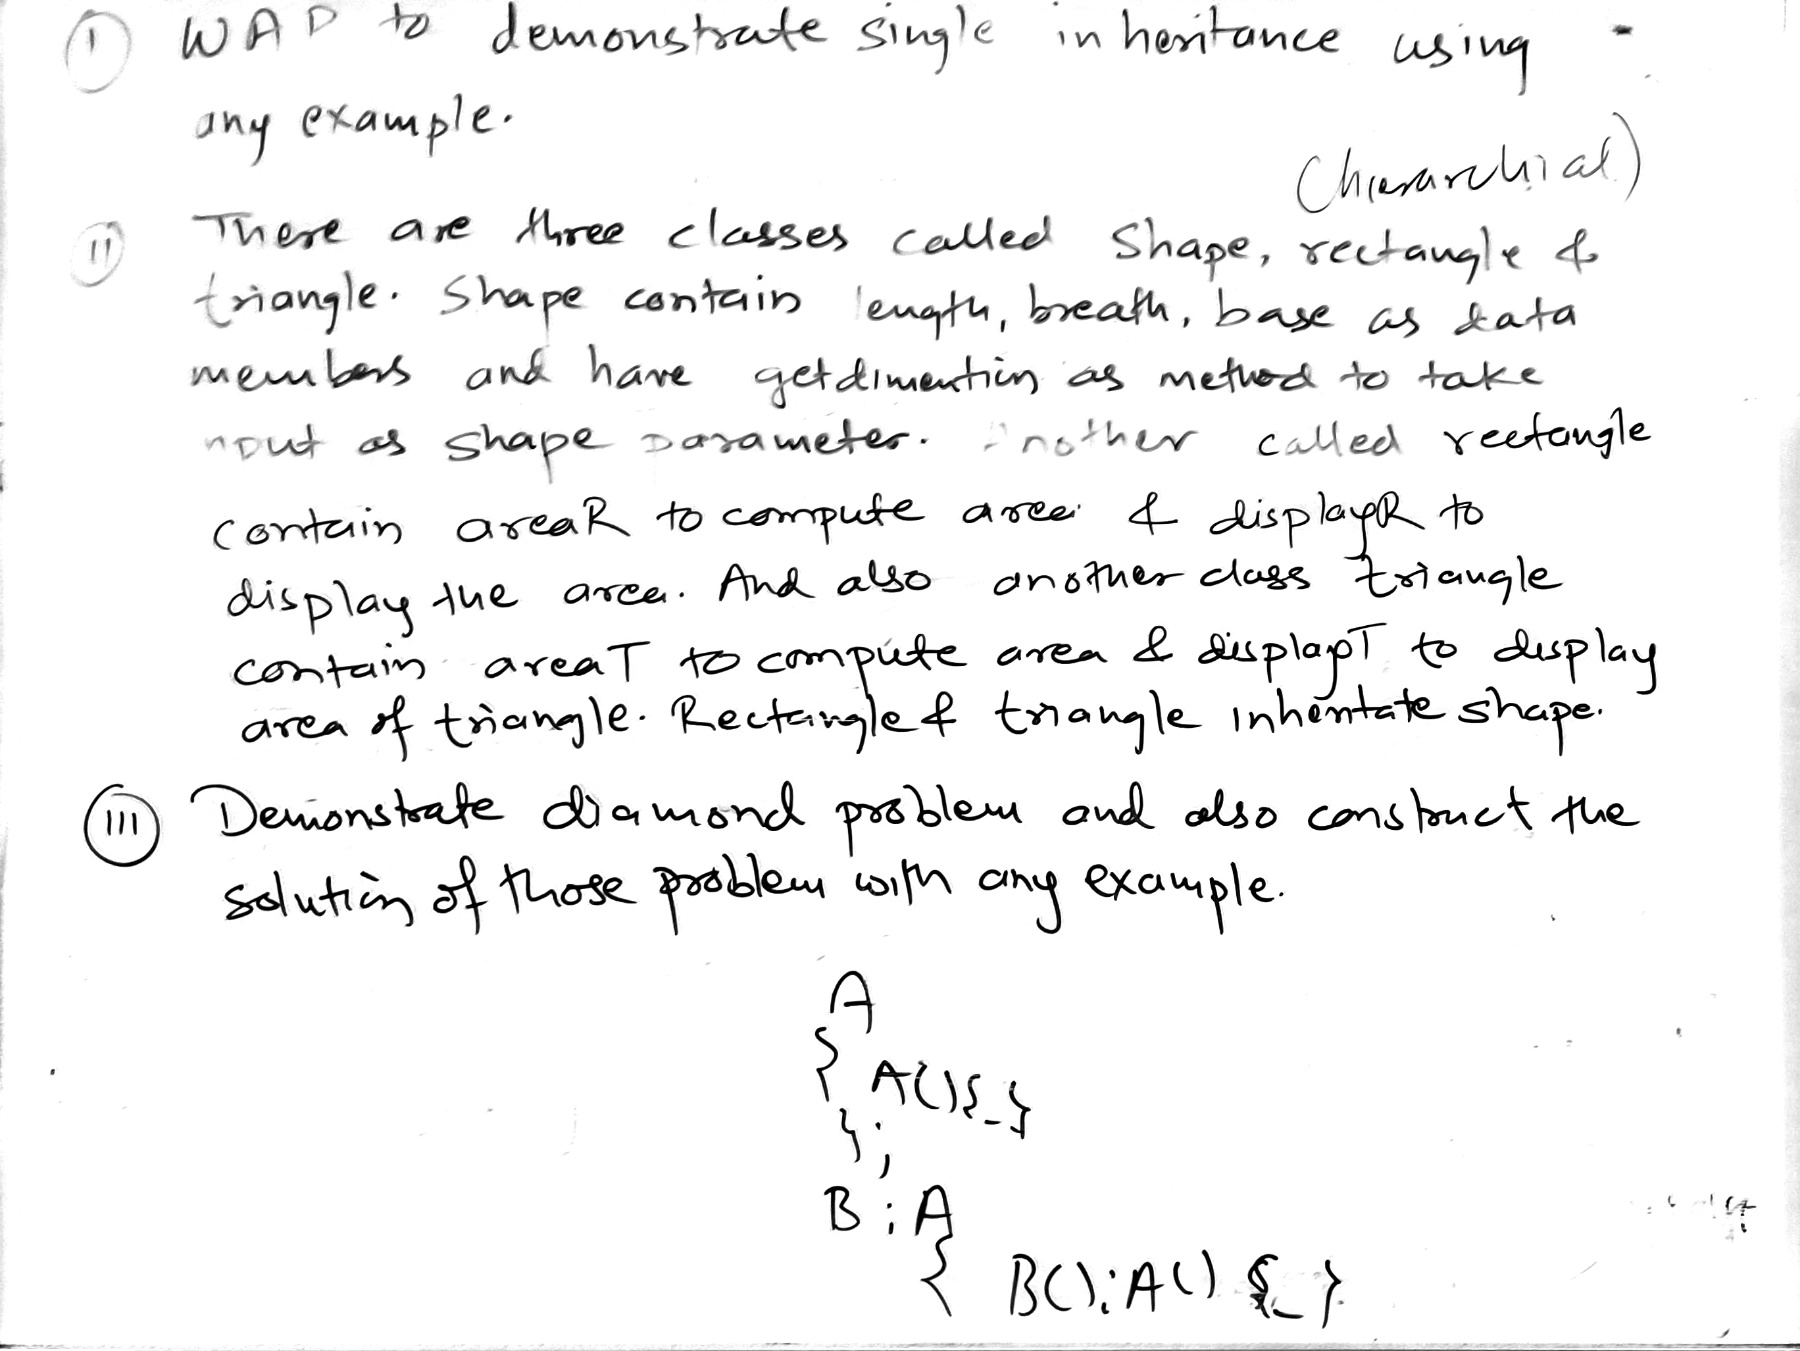 (I) WAP to demonstrate single inheritance using
any example.
(hierarchial)
(II) There are three classes called Shape, rectangle &
triangle. Shape contain length, breath, base as data
members and have getdimention as method to take
input as shape parameter. Another called rectangle
contain areaR to compute area & displayR to
display the area. And also another class triangle
contain areaT to compute area & displapT to display
area of triangle. Rectangle & triangle inheritate shape.
(III) Demonstrate diamond problem and also construct the
solution of those problem with any example.
A
{
A(){_}
};
B : A
{ B() : A() {_}